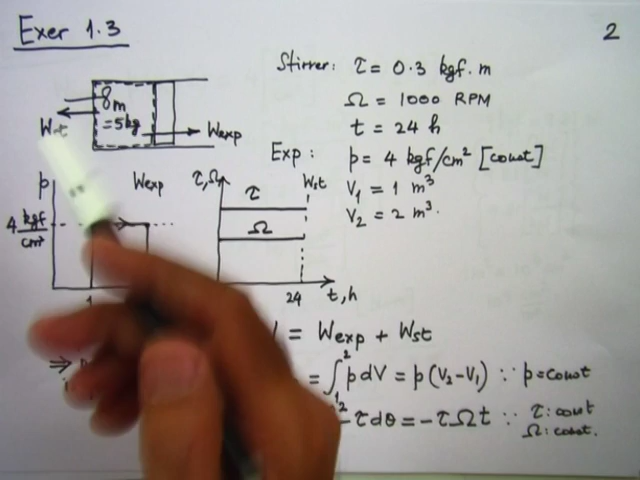 Exer 1.3
2
Stirrer: τ = 0.3 kgf.m
Ω = 1000 RPM
t = 24 h
Exp: p = 4 kgf/cm² [const]
V₁ = 1 m³
V₂ = 2 m³.
m
= 5kg
Wst
Wexp
p
Wexp
4 kgf/cm²
1
τ,Ω
Wst
τ
Ω
24
t, h
= Wexp + Wst
= ∫₁² p dV = p (V₂-V₁) ∵ p = const
- τ dθ = - τ Ω t ∵ τ: const
Ω: const.